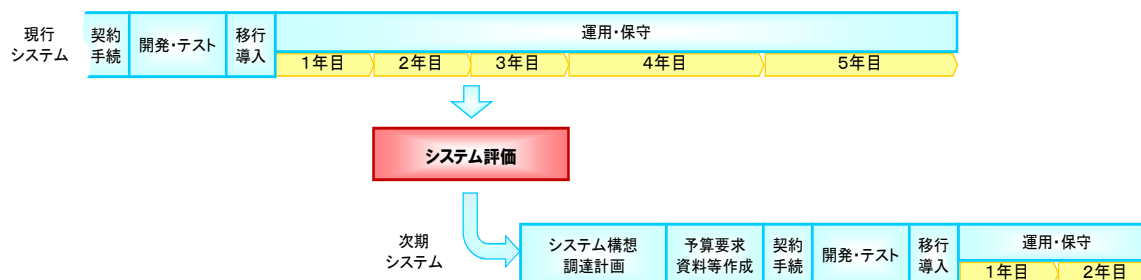 現行
システム
契約
手続
開発・テスト
移行
導入
運用・保守
1年目
2年目
3年目
4年目
5年目
システム評価
次期
システム
システム構想
調達計画
予算要求
資料等作成
契約
手続
開発・テスト
移行
導入
運用・保守
1年目
2年目